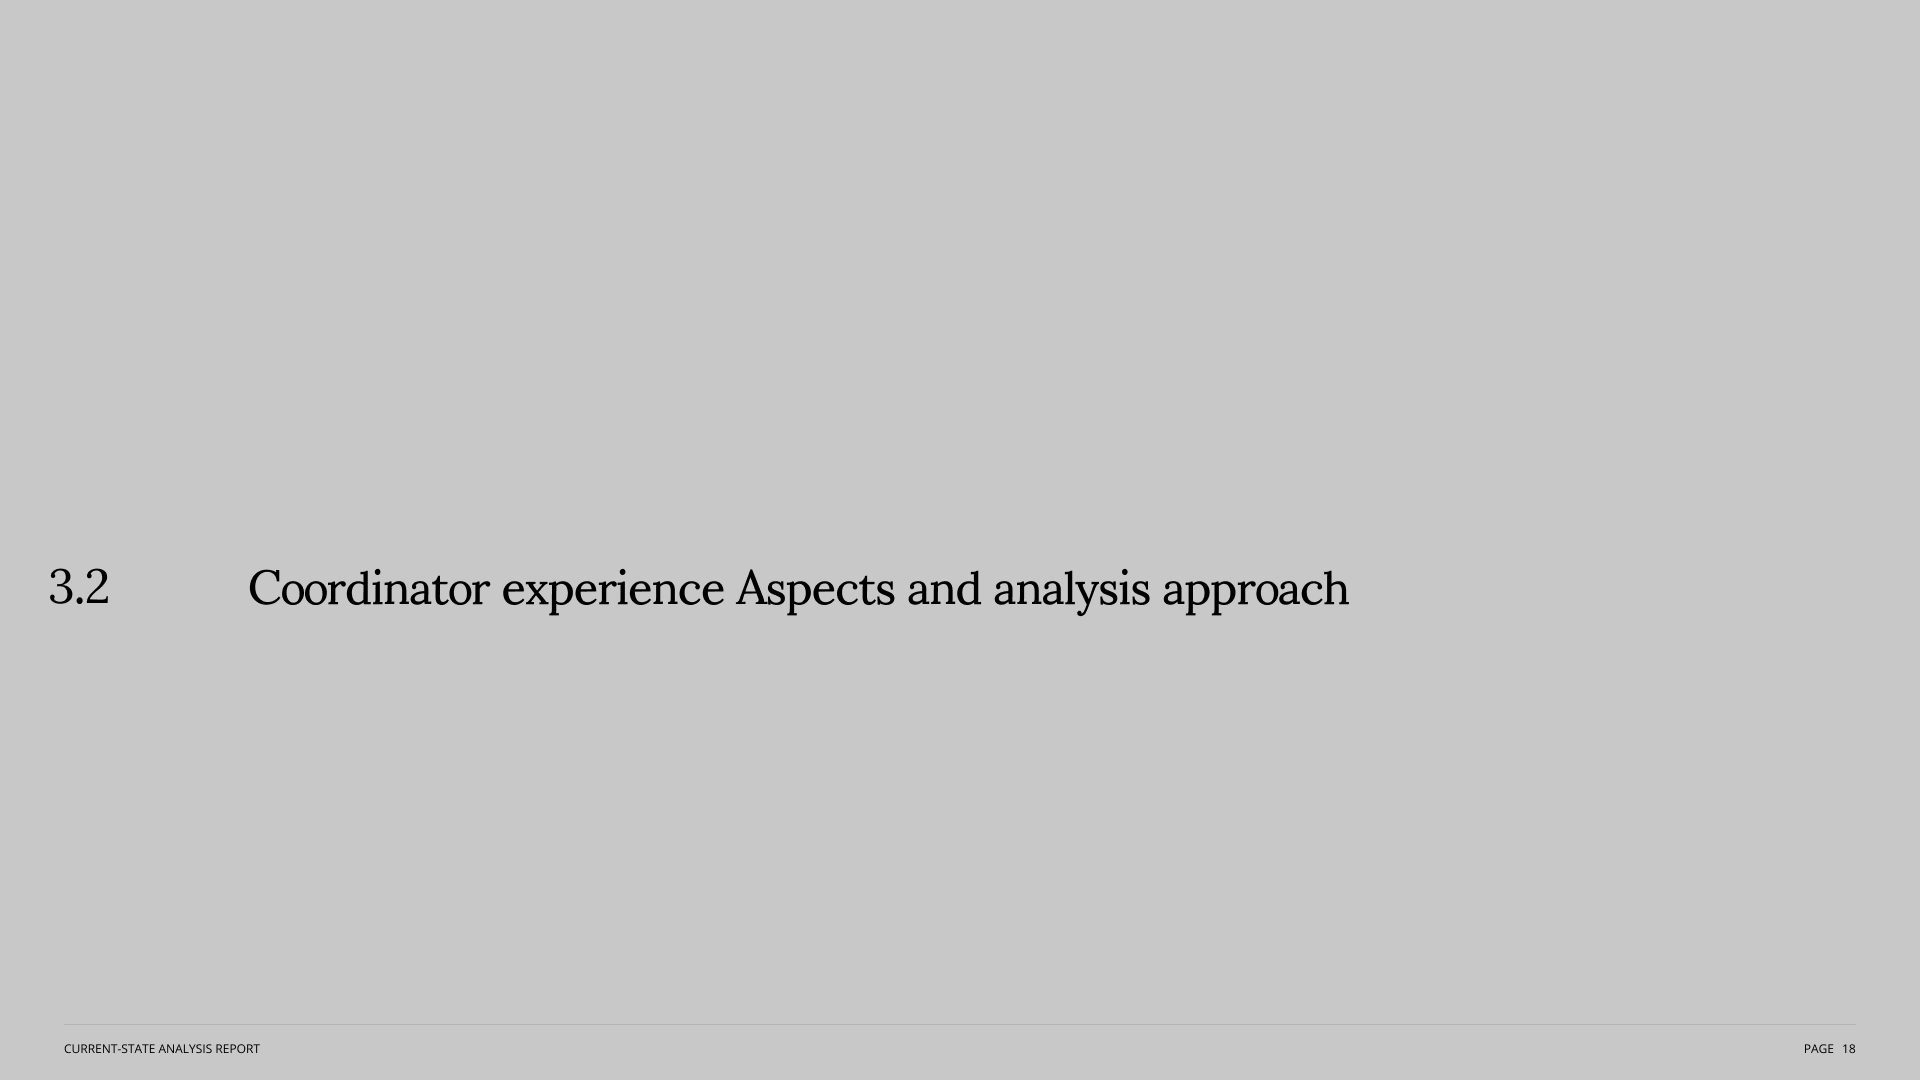 3.2 Coordinator experience Aspects and analysis approach
CURRENT-STATE ANALYSIS REPORT PAGE 18